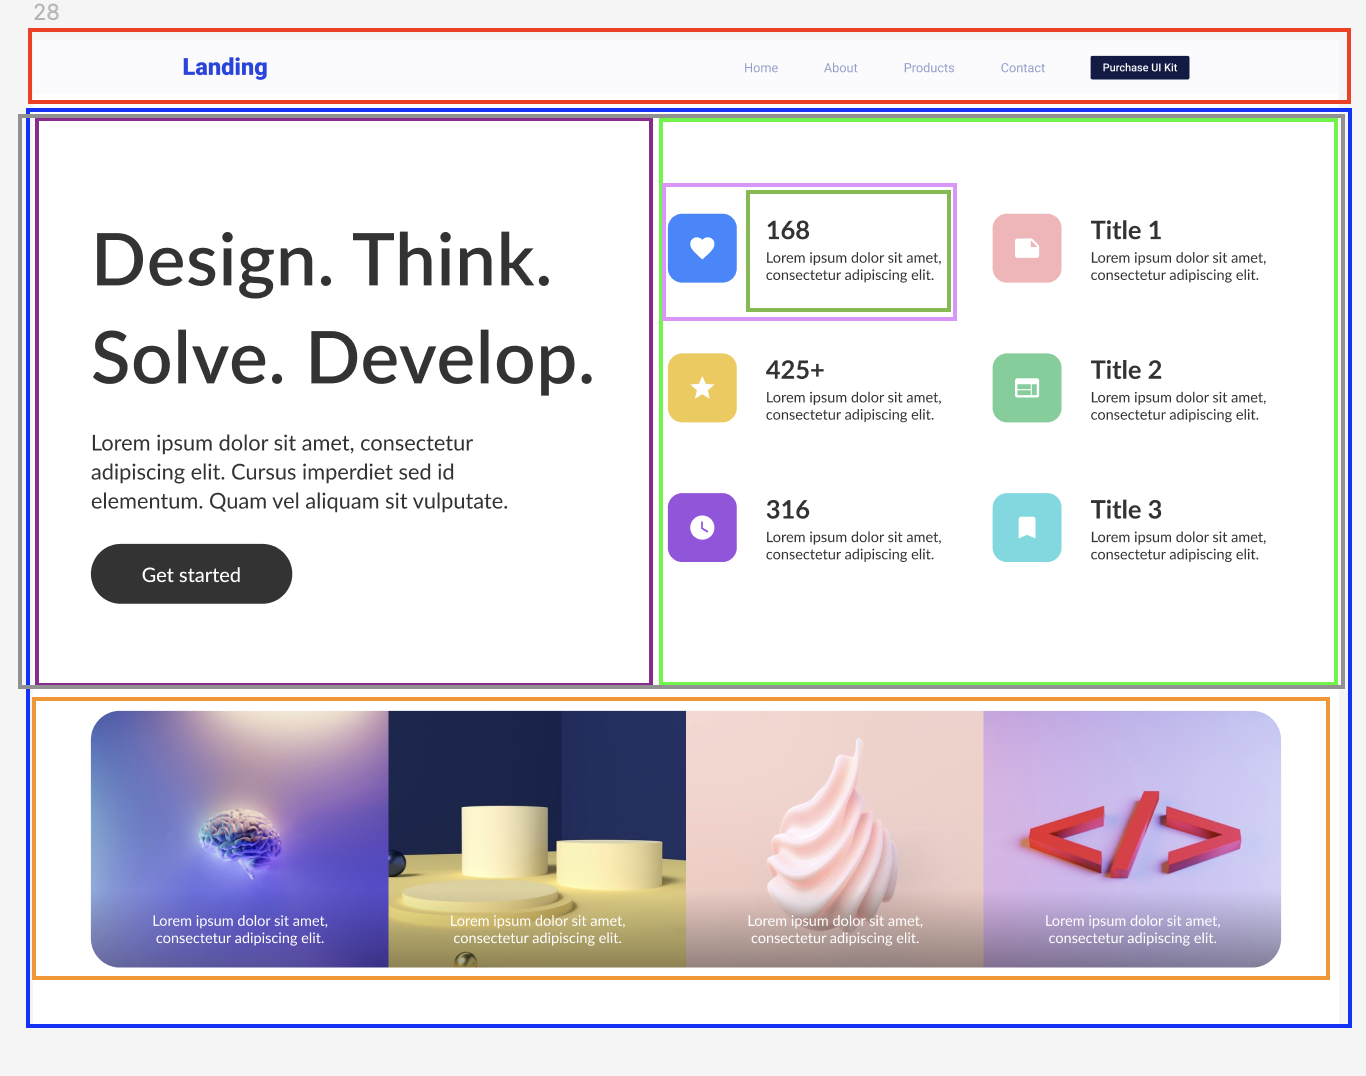 28
Landing
Home
About
Products
Contact
Purchase UI Kit
Design. Think.
Solve. Develop.
Lorem ipsum dolor sit amet, consectetur
adipiscing elit. Cursus imperdiet sed id
elementum. Quam vel aliquam sit vulputate.
Get started
168
Lorem ipsum dolor sit amet,
consectetur adipiscing elit.
Title 1
Lorem ipsum dolor sit amet,
consectetur adipiscing elit.
425+
Lorem ipsum dolor sit amet,
consectetur adipiscing elit.
Title 2
Lorem ipsum dolor sit amet,
consectetur adipiscing elit.
316
Lorem ipsum dolor sit amet,
consectetur adipiscing elit.
Title 3
Lorem ipsum dolor sit amet,
consectetur adipiscing elit.
Lorem ipsum dolor sit amet,
consectetur adipiscing elit.
Lorem ipsum dolor sit amet,
consectetur adipiscing elit.
Lorem ipsum dolor sit amet,
consectetur adipiscing elit.
Lorem ipsum dolor sit amet,
consectetur adipiscing elit.